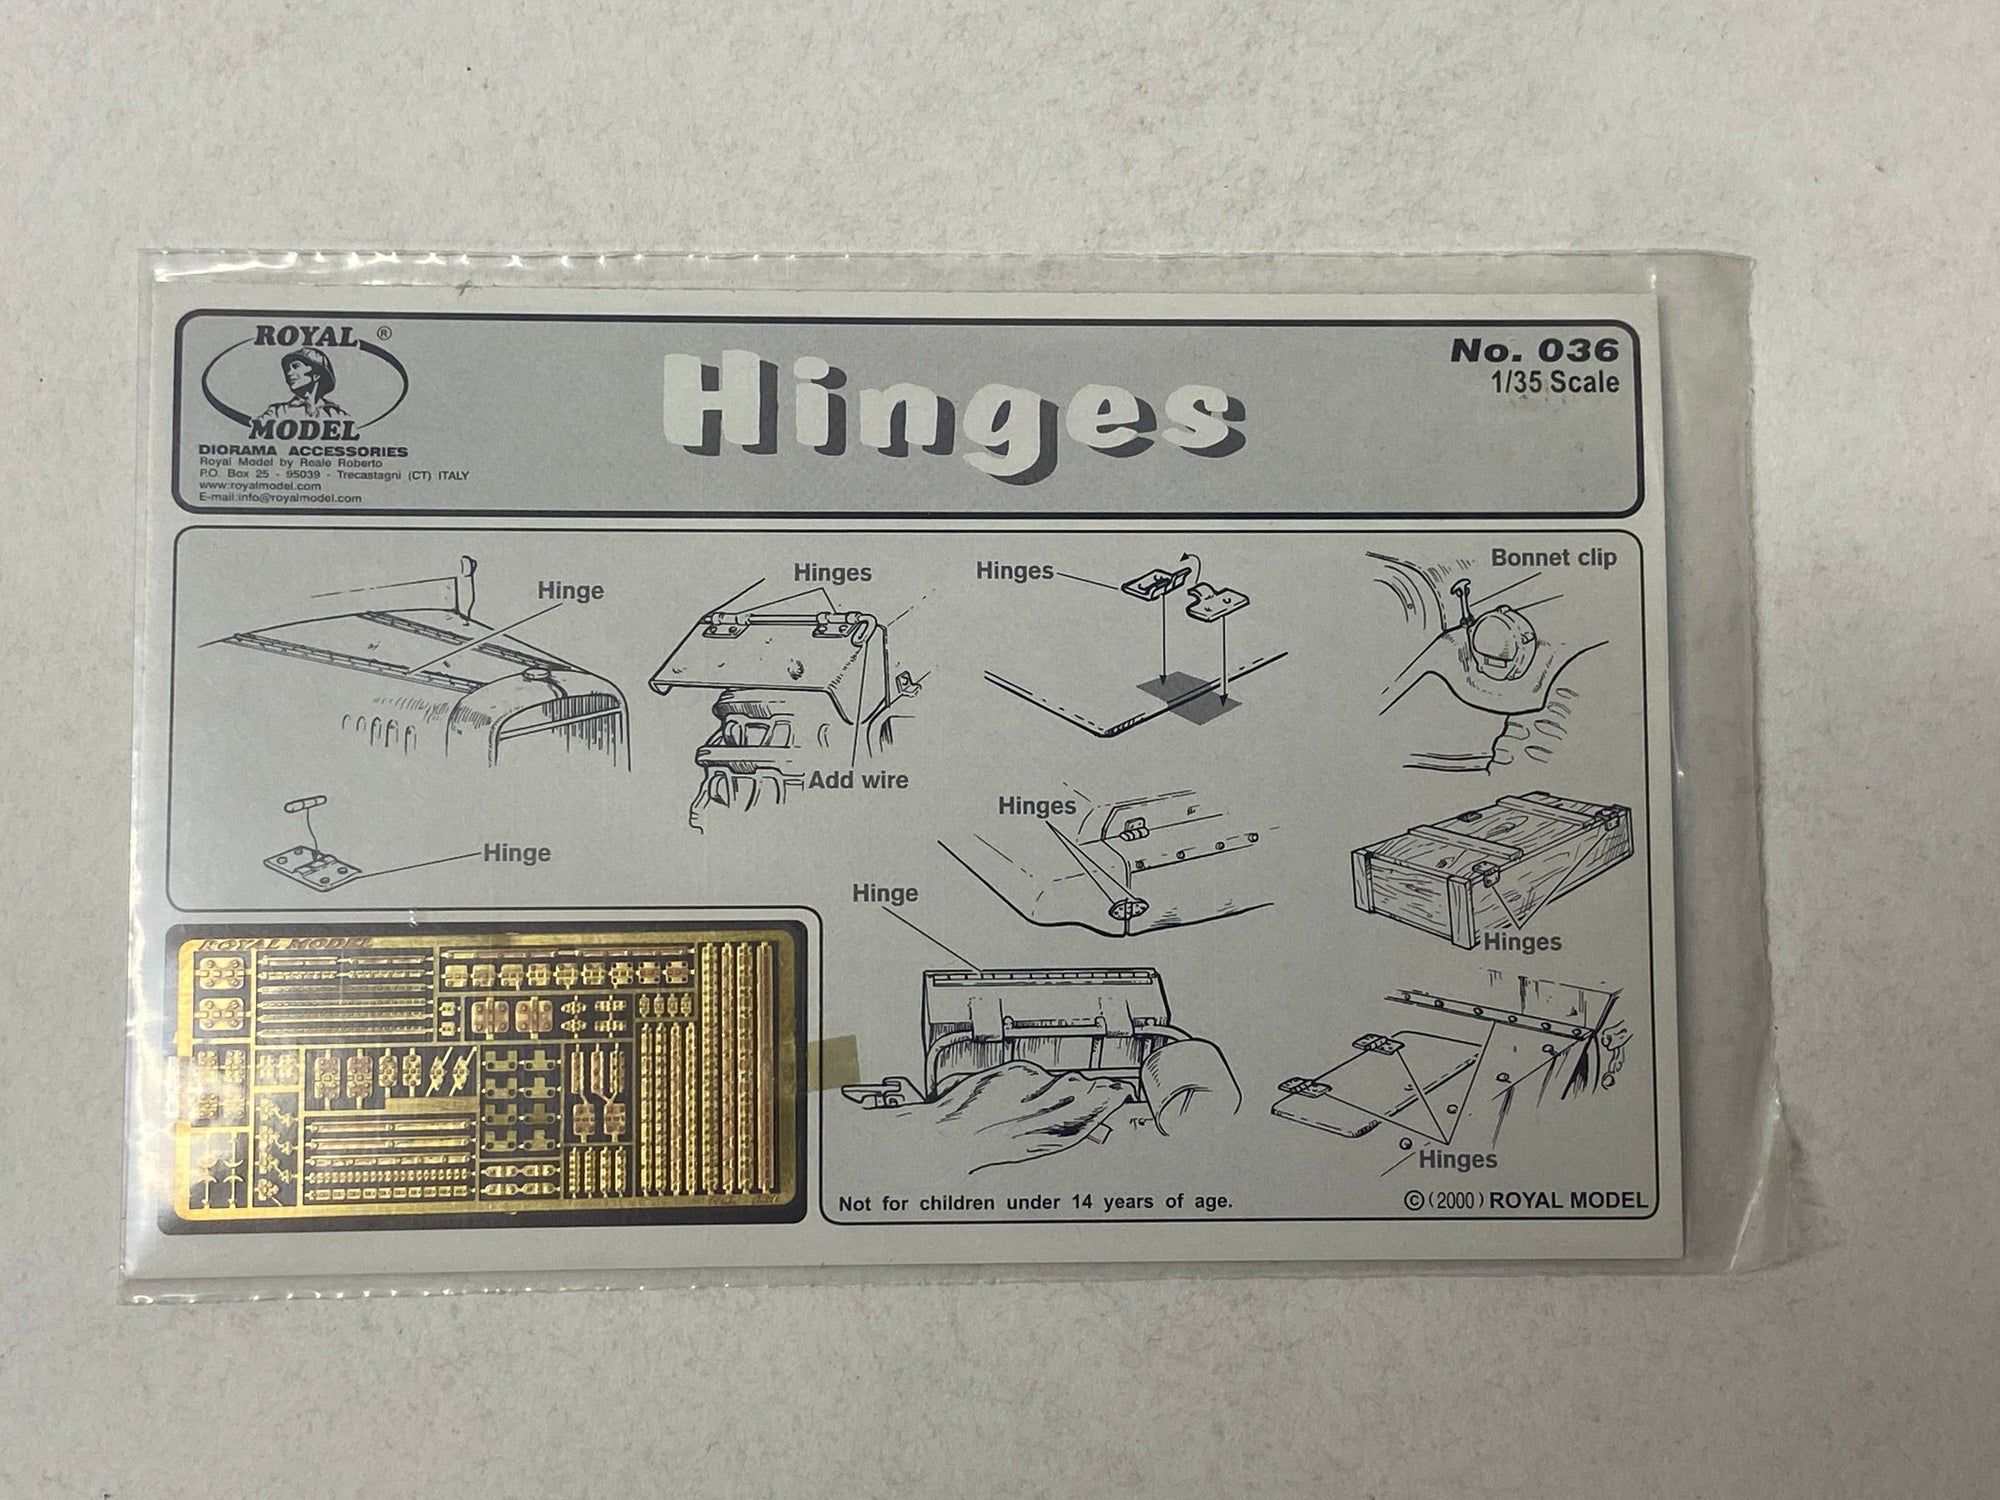 ROYAL ®
MODEL
DIORAMA ACCESSORIES
Royal Model by Reale Roberto
P.O. Box 25 - 95039 - Trecastagni (CT) ITALY
www.royalmodel.com
E-mail:info@royalmodel.com
Hinges
No. 036
1/35 Scale
Hinge
Hinges
Hinges
Bonnet clip
Add wire
Hinge
Hinges
Hinge
Hinges
Hinges
ROYAL MODEL
Not for children under 14 years of age.
©(2000) ROYAL MODEL